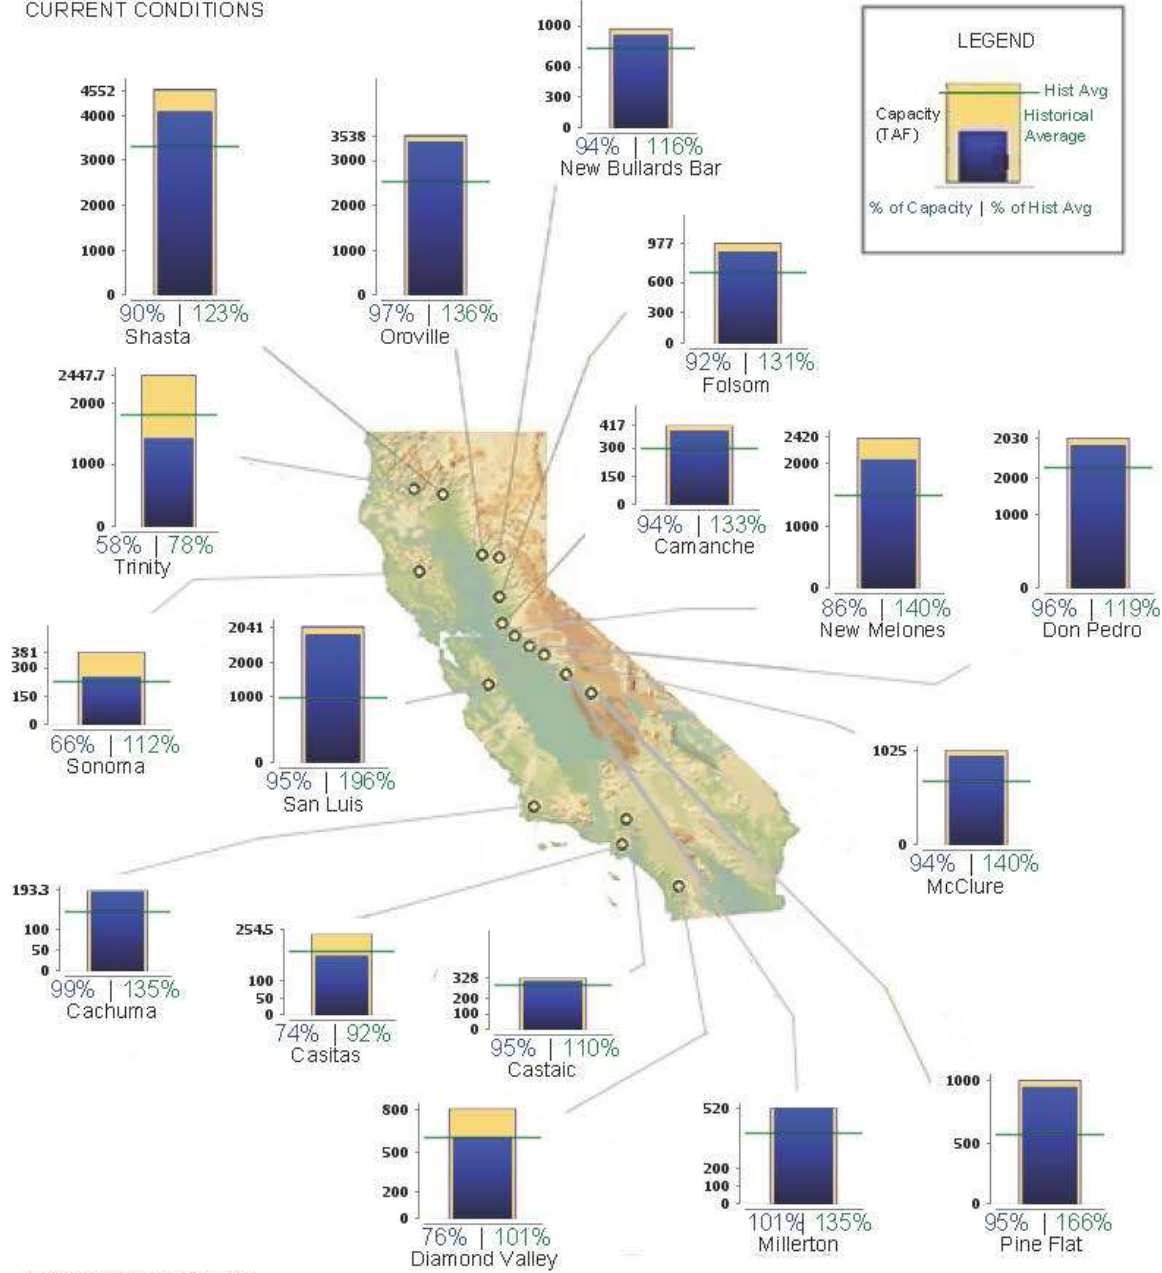 CURRENT CONDITIONS
LEGEND
Hist Avg
Capacity
(TAF)
Historical
Average
% of Capacity | % of Hist Avg
1000
600
300
0
94% | 116%
New Bullards Bar
4552
4000
3000
2000
1000
0
90% | 123%
Shasta
3538
3000
2000
1000
0
97% | 136%
Oroville
977
600
300
0
92% | 131%
Folsom
2447.7
2000
1000
0
58% | 78%
Trinity
417
300
150
0
94% | 133%
Camanche
2420
2000
1000
0
86% | 140%
New Melones
2030
2000
1000
0
96% | 119%
Don Pedro
381
300
150
0
66% | 112%
Sonoma
2041
2000
1000
0
95% | 196%
San Luis
1025
0
94% | 140%
McClure
193.3
100
50
0
99% | 135%
Cachuma
254.5
100
50
0
74% | 92%
Casitas
328
200
100
0
95% | 110%
Castaic
800
500
200
0
76% | 101%
Diamond Valley
520
200
100
0
101% | 135%
Millerton
1000
500
0
95% | 166%
Pine Flat